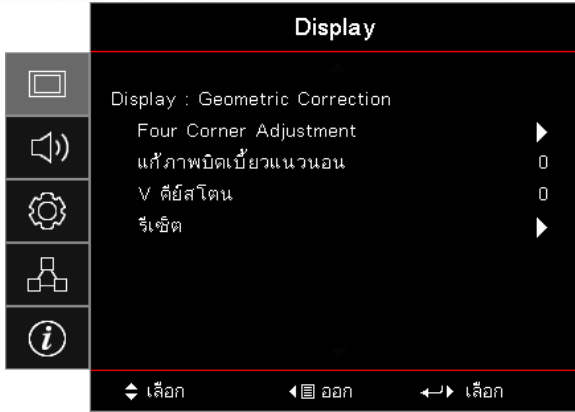 Display
Display : Geometric Correction
Four Corner Adjustment
แก้ภาพบิดเบี้ยวแนวนอน 0
V คีย์สโตน 0
รีเซ็ต
เลือก ออก เลือก